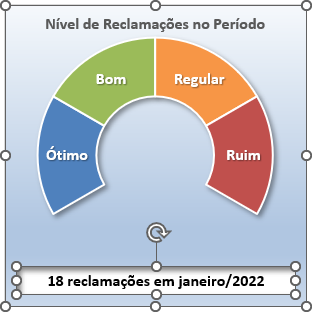 Nível de Reclamações no Período
Bom
Regular
Ótimo
Ruim
18 reclamações em janeiro/2022